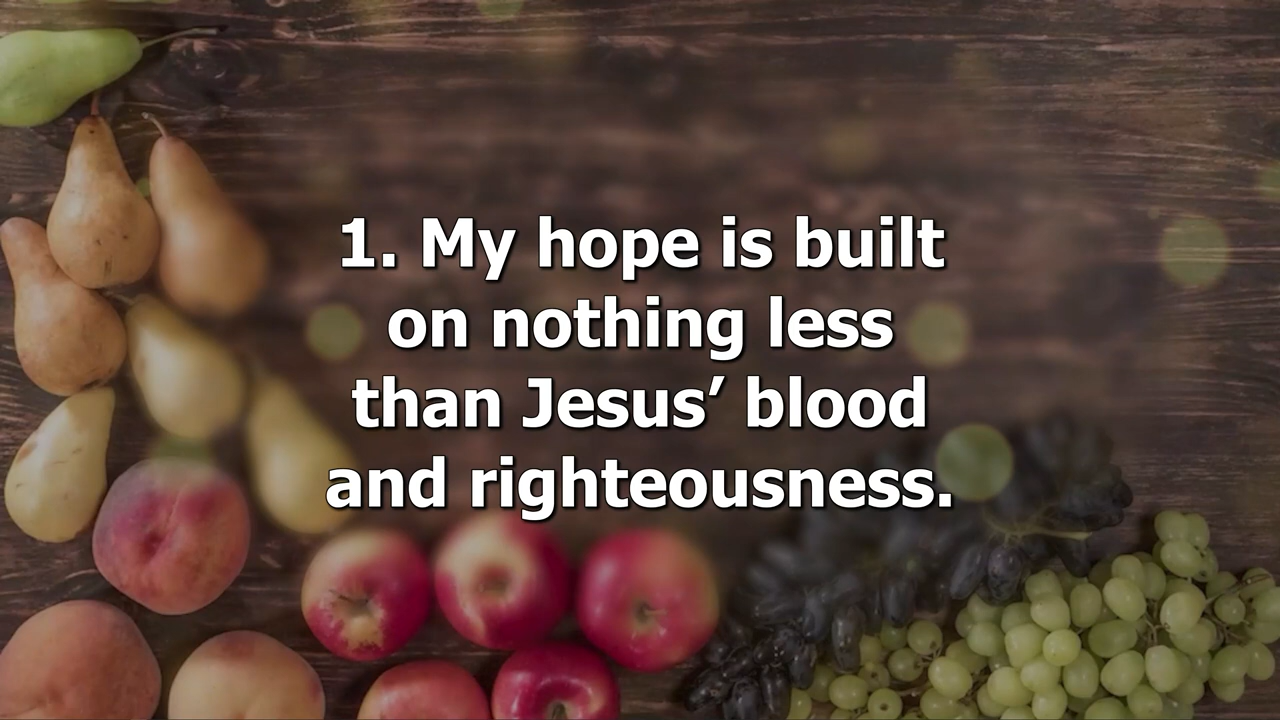 1. My hope is built
on nothing less
than Jesus’ blood
and righteousness.